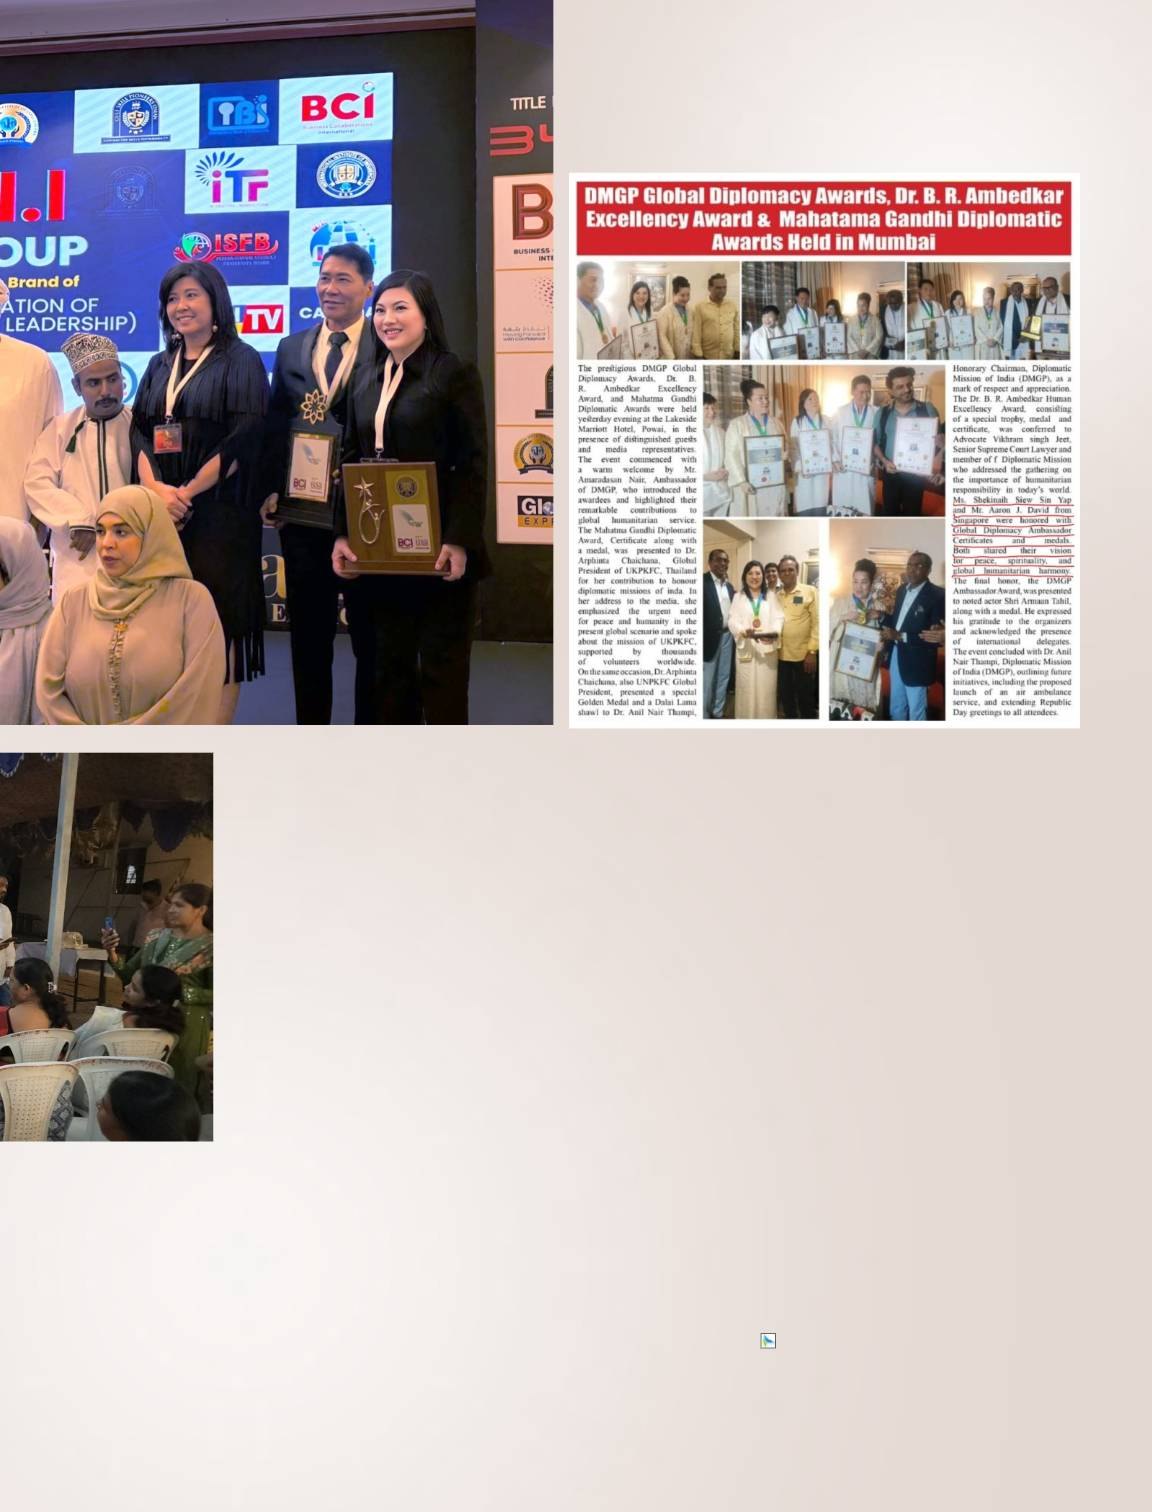 BCI
Business Collaborations
International
iTBi
iTF
I.I
OUP
Brand of
ATION OF
LEADERSHIP)
ISFB
TV
CA
TITLE
B
BUSINESS
INTE
Glo
EXPR
BCI
BCI
E
DMGP Global Diplomacy Awards, Dr. B. R. Ambedkar
Excellency Award & Mahatama Gandhi Diplomatic
Awards Held in Mumbai
The prestigious DMGP Global
Diplomacy Awards, Dr. B.
R. Ambedkar Excellency
Award, and Mahatma Gandhi
Diplomatic Awards were held
yesterday evening at the Lakeside
Marriott Hotel, Powai, in the
presence of distinguished guests
and media representatives.
The event commenced with
a warm welcome by Mr.
Amaradasan Nair, Ambassador
of DMGP, who introduced the
awardees and highlighted their
remarkable contributions to
global humanitarian service.
The Mahatma Gandhi Diplomatic
Award, Certificate along with
a medal, was presented to Dr.
Arphinta Chaichana, Global
President of UKPKFC, Thailand
for her contribution to honour
diplomatic missions of inda. In
her address to the media, she
emphasized the urgent need
for peace and humanity in the
present global scenario and spoke
about the mission of UKPKFC,
supported by thousands
of volunteers worldwide.
On the same occasion, Dr. Arphinta
Chaichana, also UNPKFC Global
President, presented a special
Golden Medal and a Dalai Lama
shawl to Dr. Anil Nair Thampi,
Honorary Chairman, Diplomatic
Mission of India (DMGP), as a
mark of respect and appreciation.
The Dr. B. R. Ambedkar Human
Excellency Award, consisting
of a special trophy, medal and
certificate, was conferred to
Advocate Vikhram singh Jeet,
Senior Supreme Court Lawyer and
member of f Diplomatic Mission
who addressed the gathering on
the importance of humanitarian
responsibility in today's world.
Ms. Shekinaih Siew Sin Yap
and Mr. Aaron J. David from
Singapore were honored with
Global Diplomacy Ambassador
Certificates and medals.
Both shared their vision
for peace, spirituality, and
global humanitarian harmony.
The final honor, the DMGP
Ambassador Award, was presented
to noted actor Shri Armaan Tahil,
along with a medal. He expressed
his gratitude to the organizers
and acknowledged the presence
of international delegates.
The event concluded with Dr. Anil
Nair Thampi, Diplomatic Mission
of India (DMGP), outlining future
initiatives, including the proposed
launch of an air ambulance
service, and extending Republic
Day greetings to all attendees.